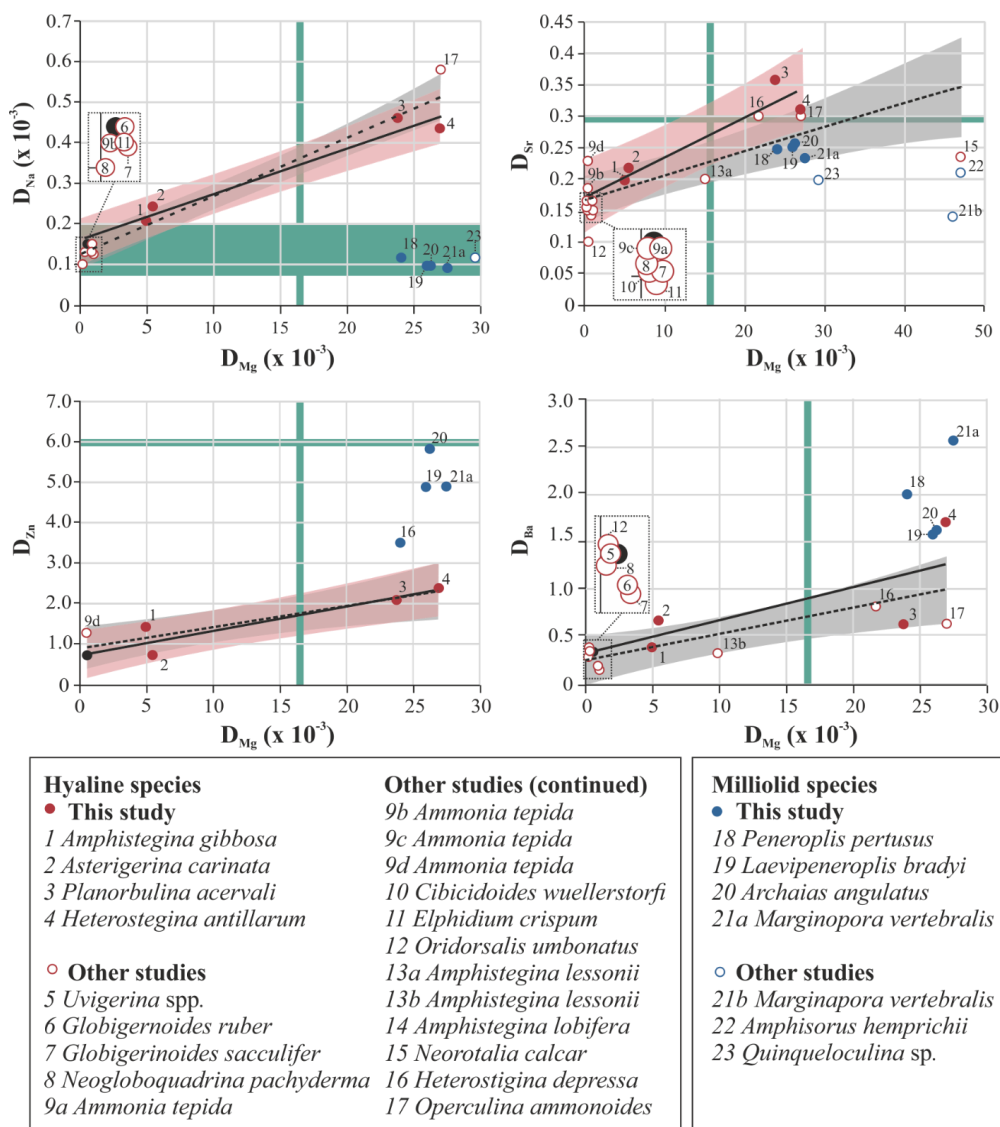 0.7
0.6
0.5
0.4
0.3
0.2
0.1
0
D_Na (x 10⁻³)
17
3
4
6
9b
11
8
7
2
1
18
20
21a
23
19
0 5 10 15 20 25 30
D_Mg (x 10⁻³)
0.45
0.4
0.35
0.3
0.25
0.2
0.15
0.1
0.05
0
D_Sr
3
16
4
17
9d
20
18
19
21a
15
9b
2
1
13a
23
22
21b
12
9c
9a
8
7
10
11
0 10 20 30 40 50
D_Mg (x 10⁻³)
7.0
6.0
5.0
4.0
3.0
2.0
1.0
0
D_Zn
20
19
21a
16
9d
1
3
4
2
0 5 10 15 20 25 30
D_Mg (x 10⁻³)
3.0
2.5
2.0
1.5
1.0
0.5
0
D_Ba
21a
18
20
4
19
12
5
8
6
7
2
16
1
13b
3
17
0 5 10 15 20 25 30
D_Mg (x 10⁻³)
Hyaline species
This study
1 Amphistegina gibbosa
2 Asterigerina carinata
3 Planorbulina acervali
4 Heterostegina antillarum
Other studies
5 Uvigerina spp.
6 Globigernoides ruber
7 Globigerinoides sacculifer
8 Neogloboquadrina pachyderma
9a Ammonia tepida
Other studies (continued)
9b Ammonia tepida
9c Ammonia tepida
9d Ammonia tepida
10 Cibicidoides wuellerstorfi
11 Elphidium crispum
12 Oridorsalis umbonatus
13a Amphistegina lessonii
13b Amphistegina lessonii
14 Amphistegina lobifera
15 Neorotalia calcar
16 Heterostigina depressa
17 Operculina ammonoides
Milliolid species
This study
18 Peneroplis pertusus
19 Laevipeneroplis bradyi
20 Archaias angulatus
21a Marginopora vertebralis
Other studies
21b Marginapora vertebralis
22 Amphisorus hemprichii
23 Quinqueloculina sp.